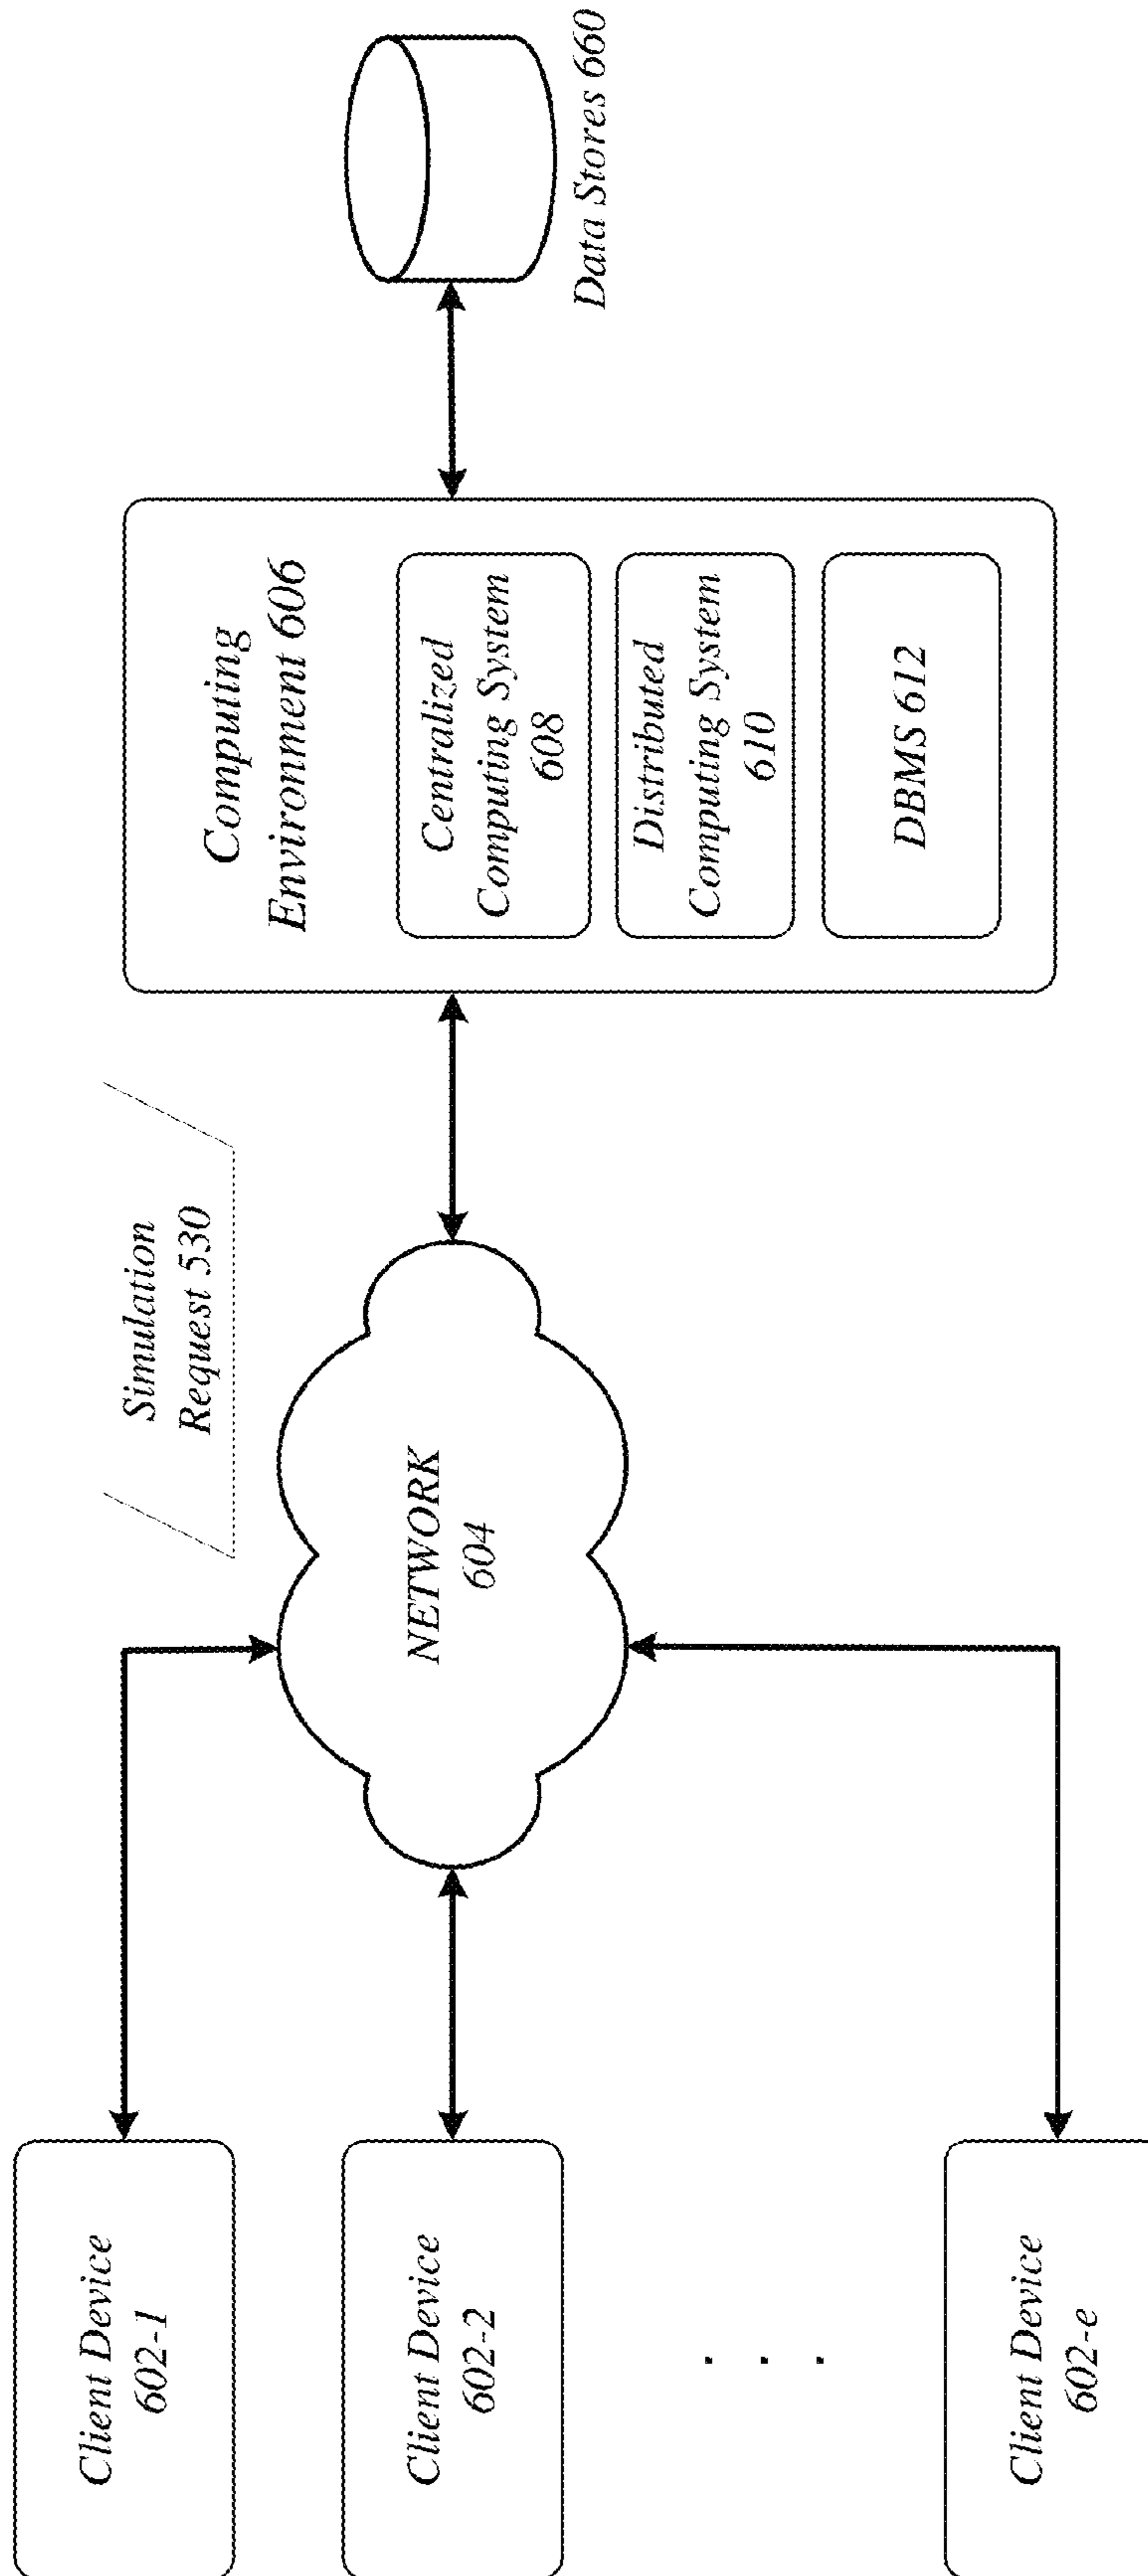 Client Device
602-1
Client Device
602-2
. . .
Client Device
602-e
NETWORK
604
Simulation
Request 530
Computing
Environment 606
Centralized
Computing System
608
Distributed
Computing System
610
DBMS 612
Data Stores 660